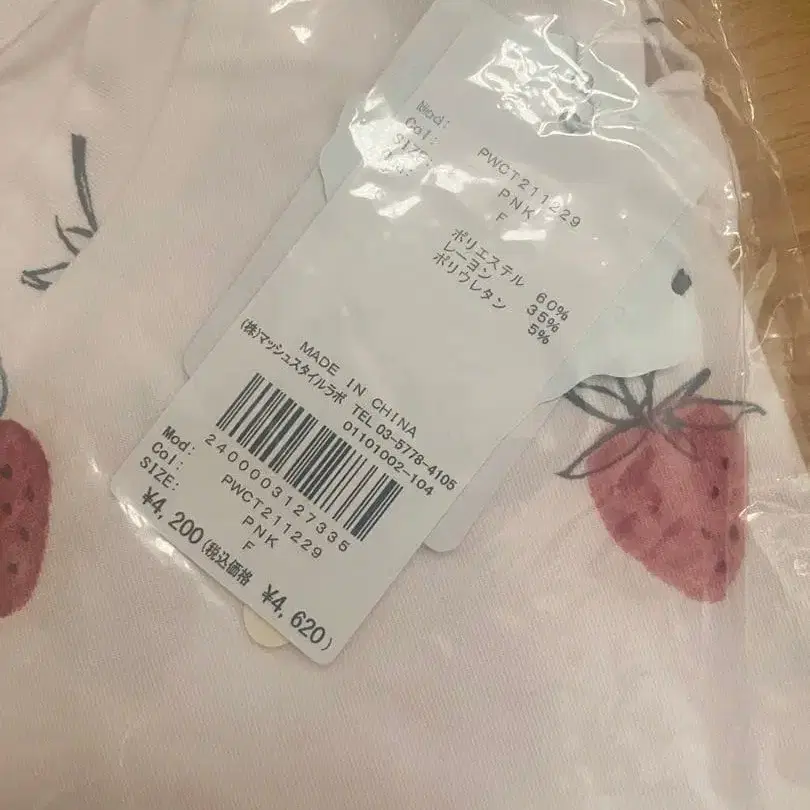 Mod: PWCT211229
Col: PNK
SIZE: F
ポリエステル 60%
レーヨン 35%
ポリウレタン 5%
MADE IN CHINA
(株)マッシュスタイルラボ TEL 03-5778-4105
01101002-104
2400003127335
Mod: PWCT211229
Col: PNK
SIZE: F
¥4,200(税込価格 ¥4,620)